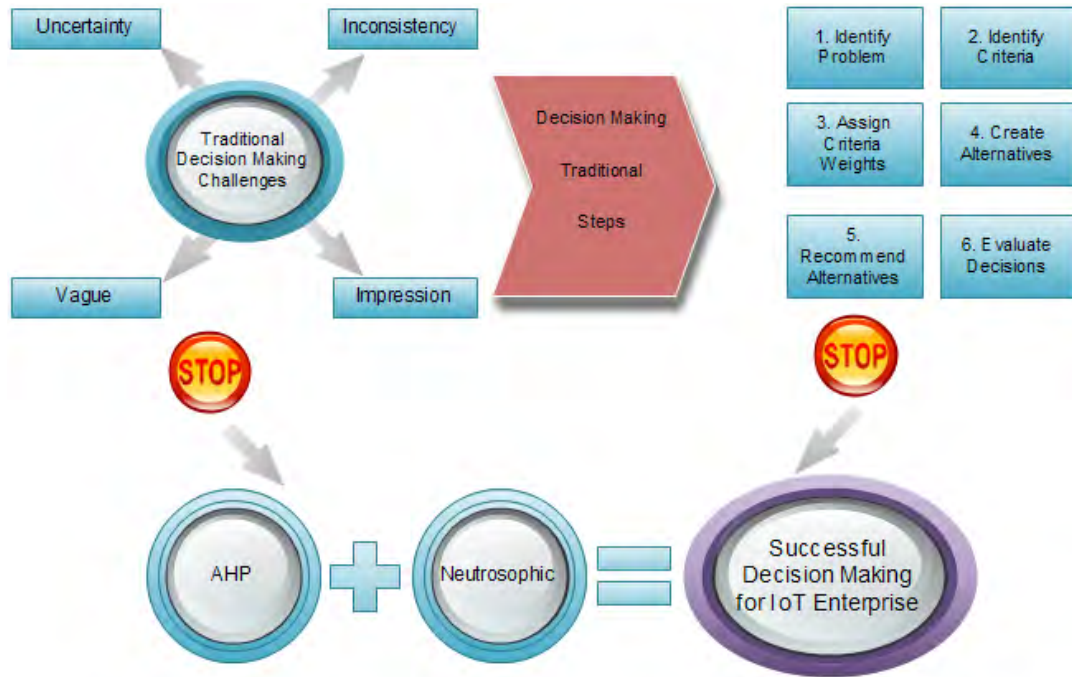 Uncertainty
Inconsistency
Traditional
Decision Making
Challenges
Vague
Impression
Decision Making
Traditional
Steps
1. Identify
Problem
2. Identify
Criteria
3. Assign
Criteria
Weights
4. Create
Alternatives
5.
Recommend
Alternatives
6. Evaluate
Decisions
STOP
STOP
AHP
Neutrosophic
Successful
Decision Making
for IoT Enterprise